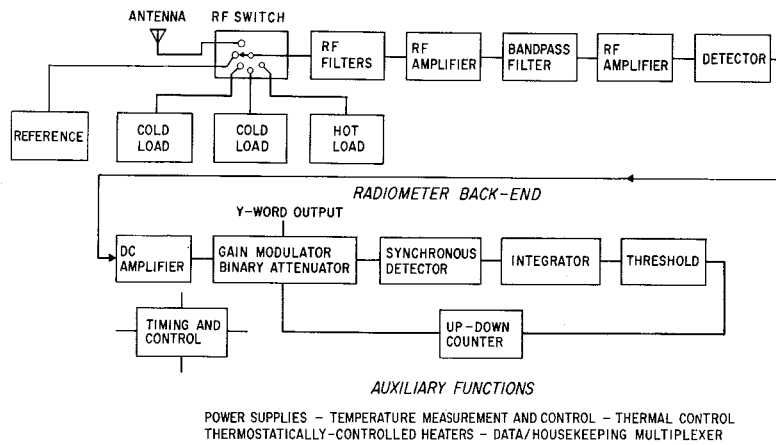 ANTENNA
RF SWITCH
RF
FILTERS
RF
AMPLIFIER
BANDPASS
FILTER
RF
AMPLIFIER
DETECTOR
REFERENCE
COLD
LOAD
COLD
LOAD
HOT
LOAD
RADIOMETER BACK-END
Y-WORD OUTPUT
DC
AMPLIFIER
GAIN MODULATOR
BINARY ATTENUATOR
SYNCHRONOUS
DETECTOR
INTEGRATOR
THRESHOLD
TIMING AND
CONTROL
UP-DOWN
COUNTER
AUXILIARY FUNCTIONS
POWER SUPPLIES – TEMPERATURE MEASUREMENT AND CONTROL – THERMAL CONTROL
THERMOSTATICALLY-CONTROLLED HEATERS – DATA/HOUSEKEEPING MULTIPLEXER